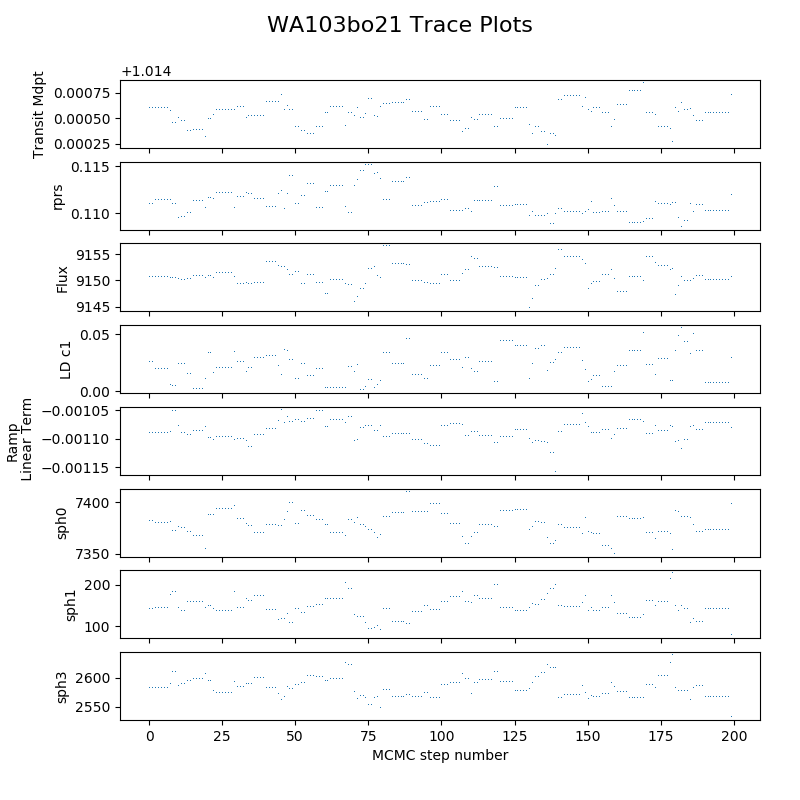 WA103bo21 Trace Plots
+1.014
Transit Mdpt
0.00075
0.00050
0.00025
rprs
0.115
0.110
Flux
9155
9150
9145
LD c1
0.05
0.00
Ramp
Linear Term
−0.00105
−0.00110
−0.00115
sph0
7400
7350
sph1
200
100
sph3
2600
2550
0 25 50 75 100 125 150 175 200
MCMC step number